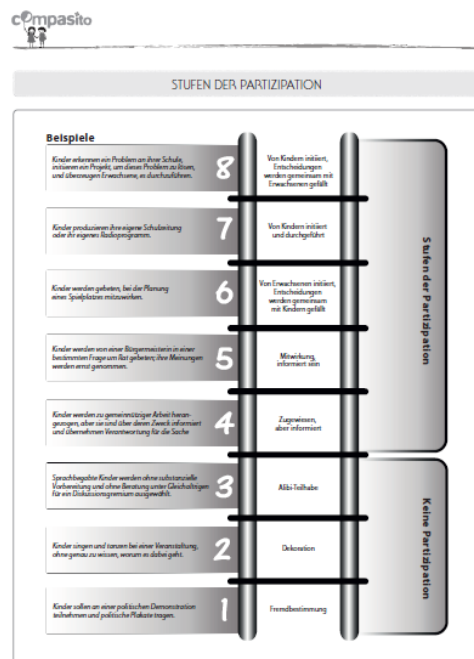 compasito
STUFEN DER PARTIZIPATION
Beispiele
Kinder erkennen ein Problem an ihrer Schule,
initiieren ein Projekt, um dieses Problem zu lösen,
und überzeugen Erwachsene, es durchzuführen.
8
Von Kindern initiiert,
Entscheidungen
werden gemeinsam mit
Erwachsenen gefällt
Kinder produzieren ihre eigene Schulzeitung
oder ihr eigenes Radioprogramm.
7
Von Kindern initiiert
und durchgeführt
Kinder werden gebeten, bei der Planung
eines Spielplatzes mitzuwirken.
6
Von Erwachsenen initiiert,
Entscheidungen
werden gemeinsam
mit Kindern gefällt
Kinder werden von einer Bürgermeisterin in einer
bestimmten Frage um Rat gebeten; ihre Meinungen
werden ernst genommen.
5
Mitwirkung,
informiert sein
Kinder werden zu gemeinnütziger Arbeit heran-
gezogen, aber sie sind über deren Zweck informiert
und übernehmen Verantwortung für die Sache
4
Zugewiesen,
aber informiert
Stufen der Partizipation
Sprachbegabte Kinder werden ohne substanzielle
Vorbereitung und ohne Beratung unter Gleichaltrigen
für ein Diskussionsgremium ausgewählt.
3
Alibi-Teilhabe
Kinder singen und tanzen bei einer Veranstaltung,
ohne genau zu wissen, worum es dabei geht.
2
Dekoration
Kinder sollen an einer politischen Demonstration
teilnehmen und politische Plakate tragen.
1
Fremdbestimmung
Keine Partizipation